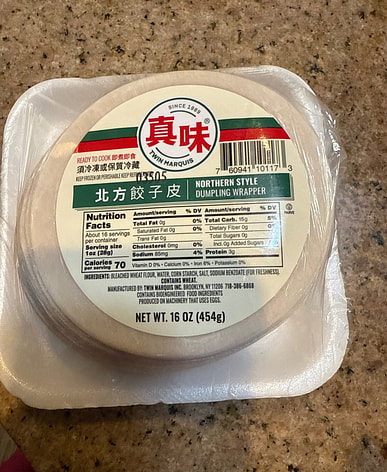 SINCE 1989
真味®
TWIN MARQUIS
READY TO COOK 即煮即食
須冷凍或保質冷藏
KEEP FROZEN OR PERISHABLE KEEP REFRIGERATED
03505
7 60941 10117 3
北方餃子皮
NORTHERN STYLE
DUMPLING WRAPPER
Nutrition
Facts
About 16 servings
per container
Serving size
1oz (28g)
Calories
per serving 70
Amount/serving % DV
Total Fat 0g 0%
Saturated Fat 0g 0%
Trans Fat 0g
Cholesterol 0mg 0%
Sodium 85mg 4%
Amount/serving % DV
Total Carb. 15g 5%
Dietary Fiber 0g 0%
Total Sugars 0g
Incl. 0g Added Sugars
Protein 3g
Vitamin D 0% • Calcium 0% • Iron 6% • Potassium 0%
INGREDIENTS: BLEACHED WHEAT FLOUR, WATER, CORN STARCH, SALT, SODIUM BENZOATE (FOR FRESHNESS).
CONTAINS WHEAT.
MANUFACTURED BY: TWIN MARQUIS INC. BROOKLYN, NY 11206 718-386-6868
CONTAINS BIOENGINEERED FOOD INGREDIENTS
PRODUCED ON MACHINERY THAT USES EGGS.
NET WT. 16 OZ (454g)